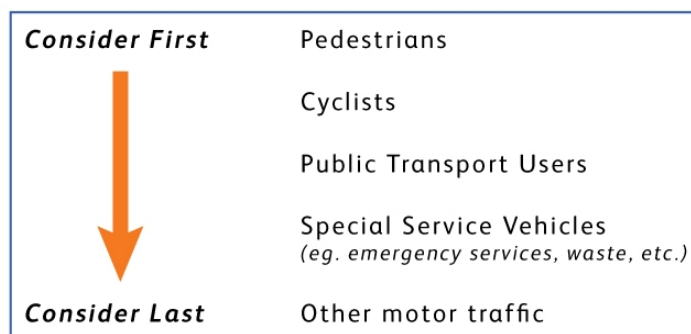 Consider First Pedestrians
Cyclists
Public Transport Users
Special Service Vehicles
(eg. emergency services, waste, etc.)
Consider Last Other motor traffic